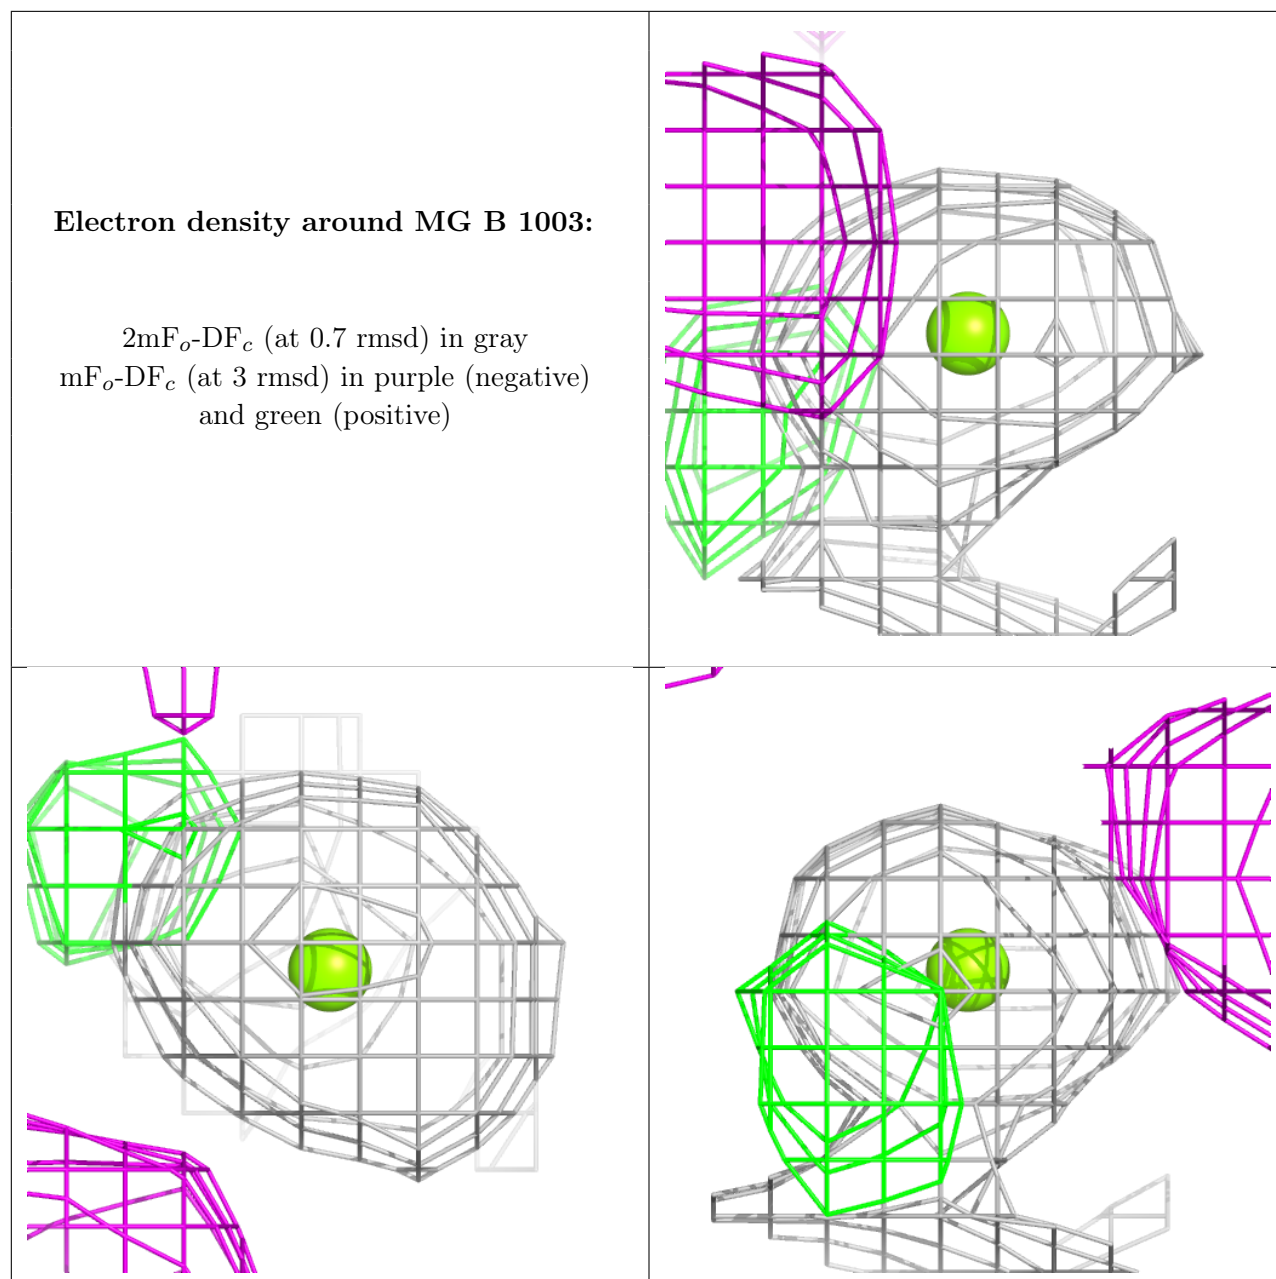 Electron density around MG B 1003:
2mFo-DFc (at 0.7 rmsd) in gray
mFo-DFc (at 3 rmsd) in purple (negative)
and green (positive)